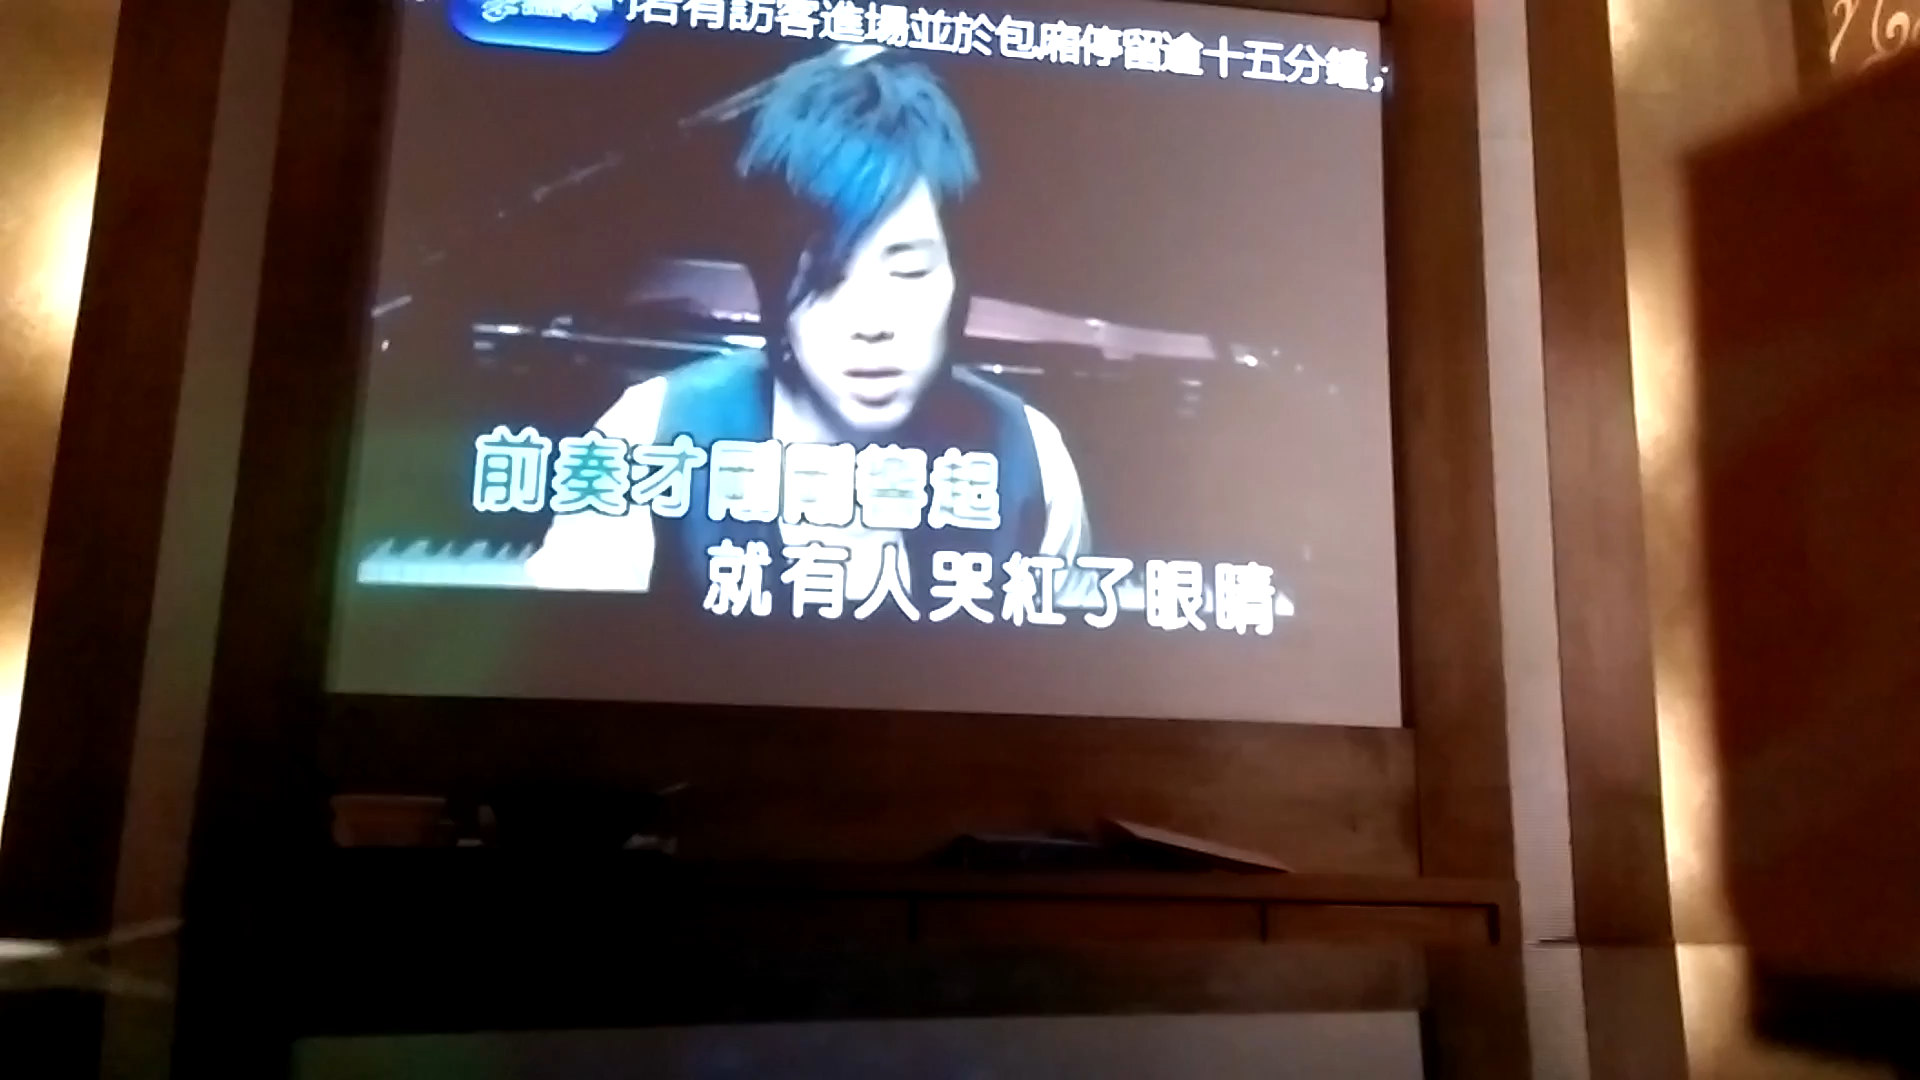 若有訪客進場並於包廂停留逾十五分鐘，
前奏才剛剛響起
就有人哭紅了眼睛